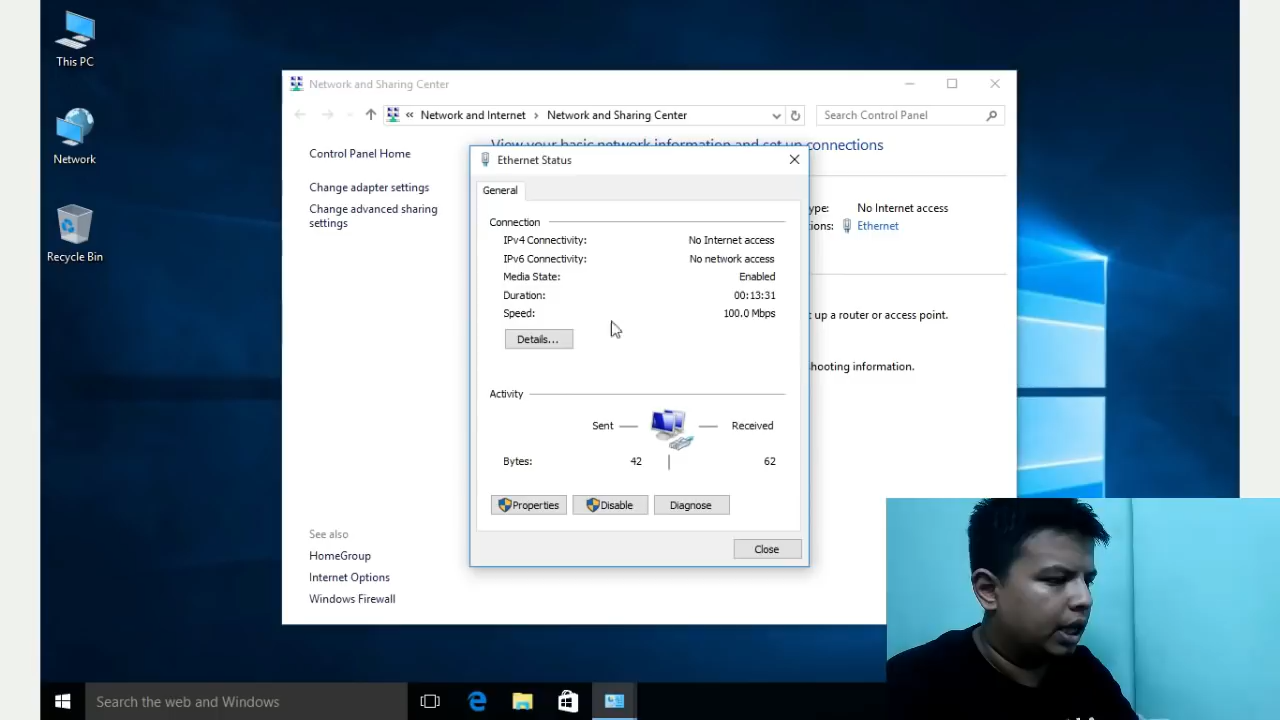 This PC
Network
Recycle Bin
Network and Sharing Center
« Network and Internet › Network and Sharing Center
Search Control Panel
Control Panel Home
Change adapter settings
Change advanced sharing
settings
View your basic network information and set up connections
ype: No Internet access
ions: Ethernet
t up a router or access point.
hooting information.
Ethernet Status
General
Connection
IPv4 Connectivity: No Internet access
IPv6 Connectivity: No network access
Media State: Enabled
Duration: 00:13:31
Speed: 100.0 Mbps
Details...
Activity
Sent Received
Bytes: 42 62
Properties Disable Diagnose
Close
See also
HomeGroup
Internet Options
Windows Firewall
Search the web and Windows